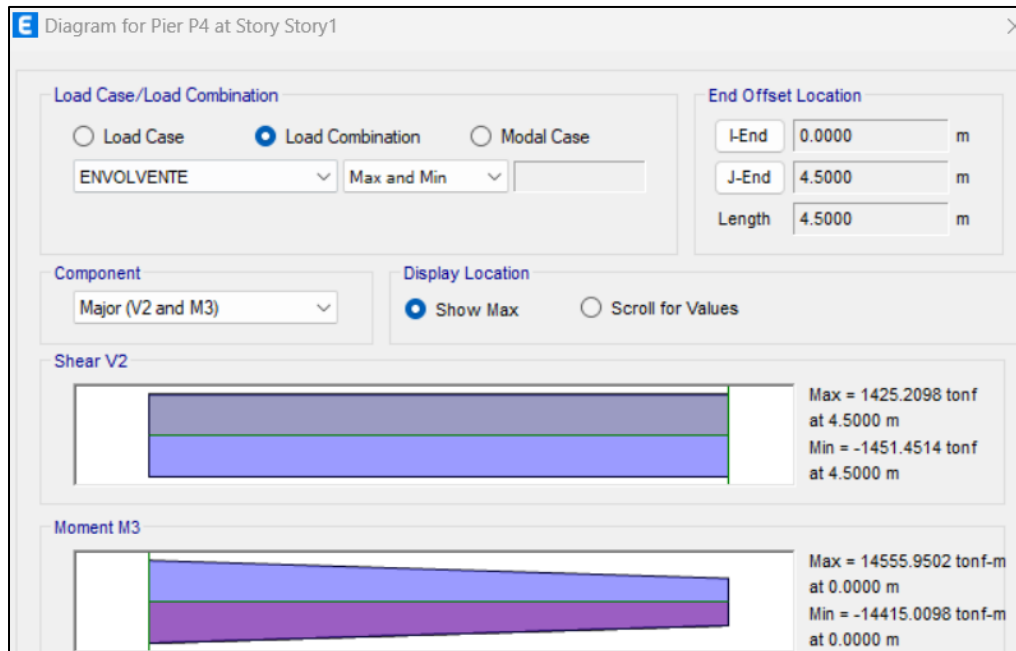 E Diagram for Pier P4 at Story Story1
Load Case/Load Combination
Load Case Load Combination Modal Case
ENVOLVENTE Max and Min
End Offset Location
I-End 0.0000 m
J-End 4.5000 m
Length 4.5000 m
Component
Major (V2 and M3)
Display Location
Show Max Scroll for Values
Shear V2
Max = 1425.2098 tonf
at 4.5000 m
Min = -1451.4514 tonf
at 4.5000 m
Moment M3
Max = 14555.9502 tonf-m
at 0.0000 m
Min = -14415.0098 tonf-m
at 0.0000 m